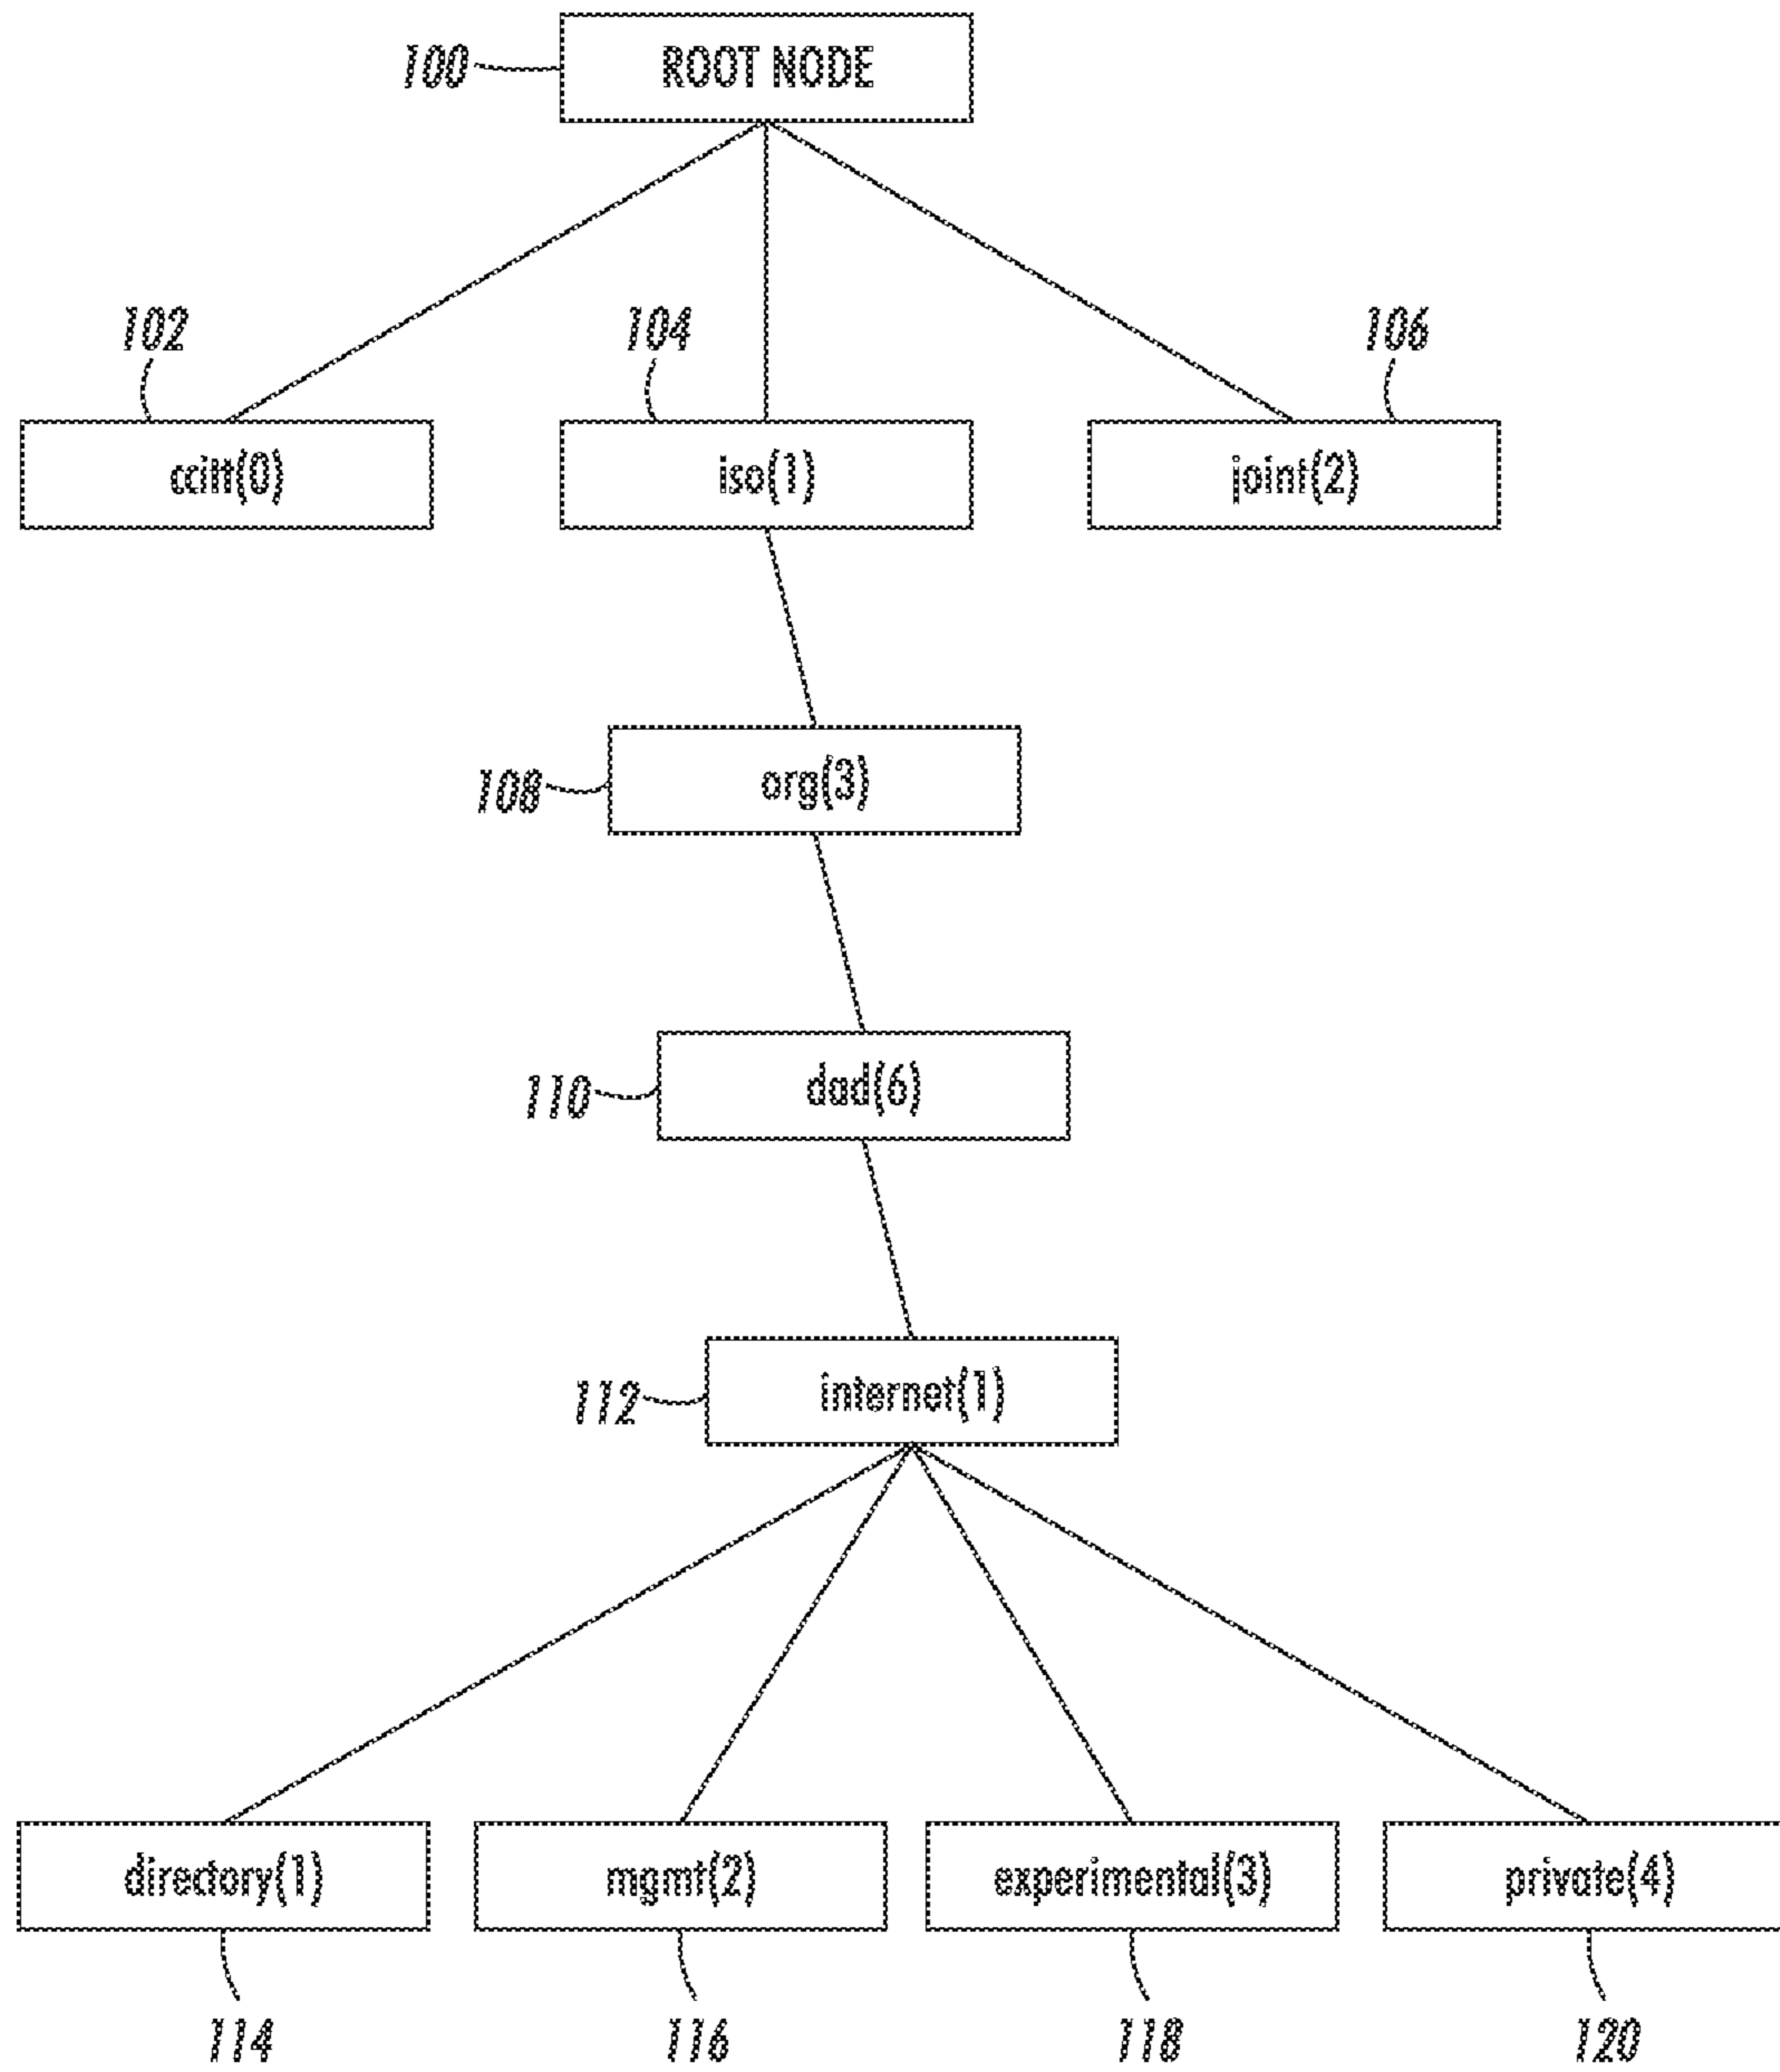 100 ROOT NODE
102 104 106
ccitt(0) iso(1) joint(2)
108 org(3)
110 dad(6)
112 internet(1)
directory(1) mgmt(2) experimental(3) private(4)
114 116 118 120